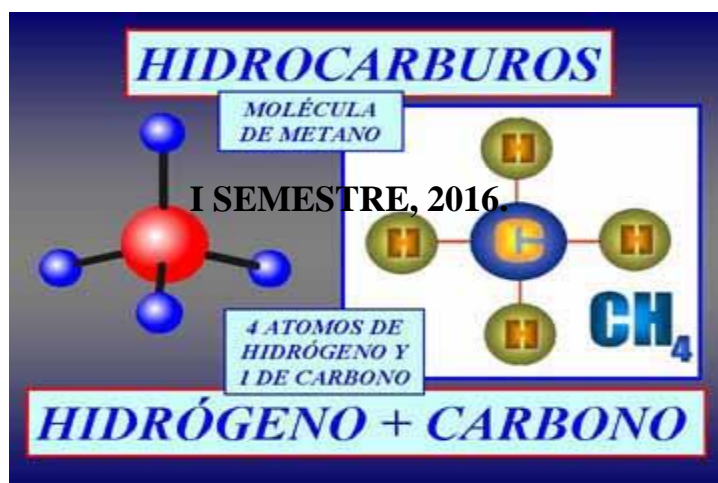 HIDROCARBUROS
MOLÉCULA
DE METANO
I SEMESTRE, 2016.
H
H
C
H
H
CH4
4 ATOMOS DE
HIDRÓGENO Y
1 DE CARBONO
HIDRÓGENO + CARBONO